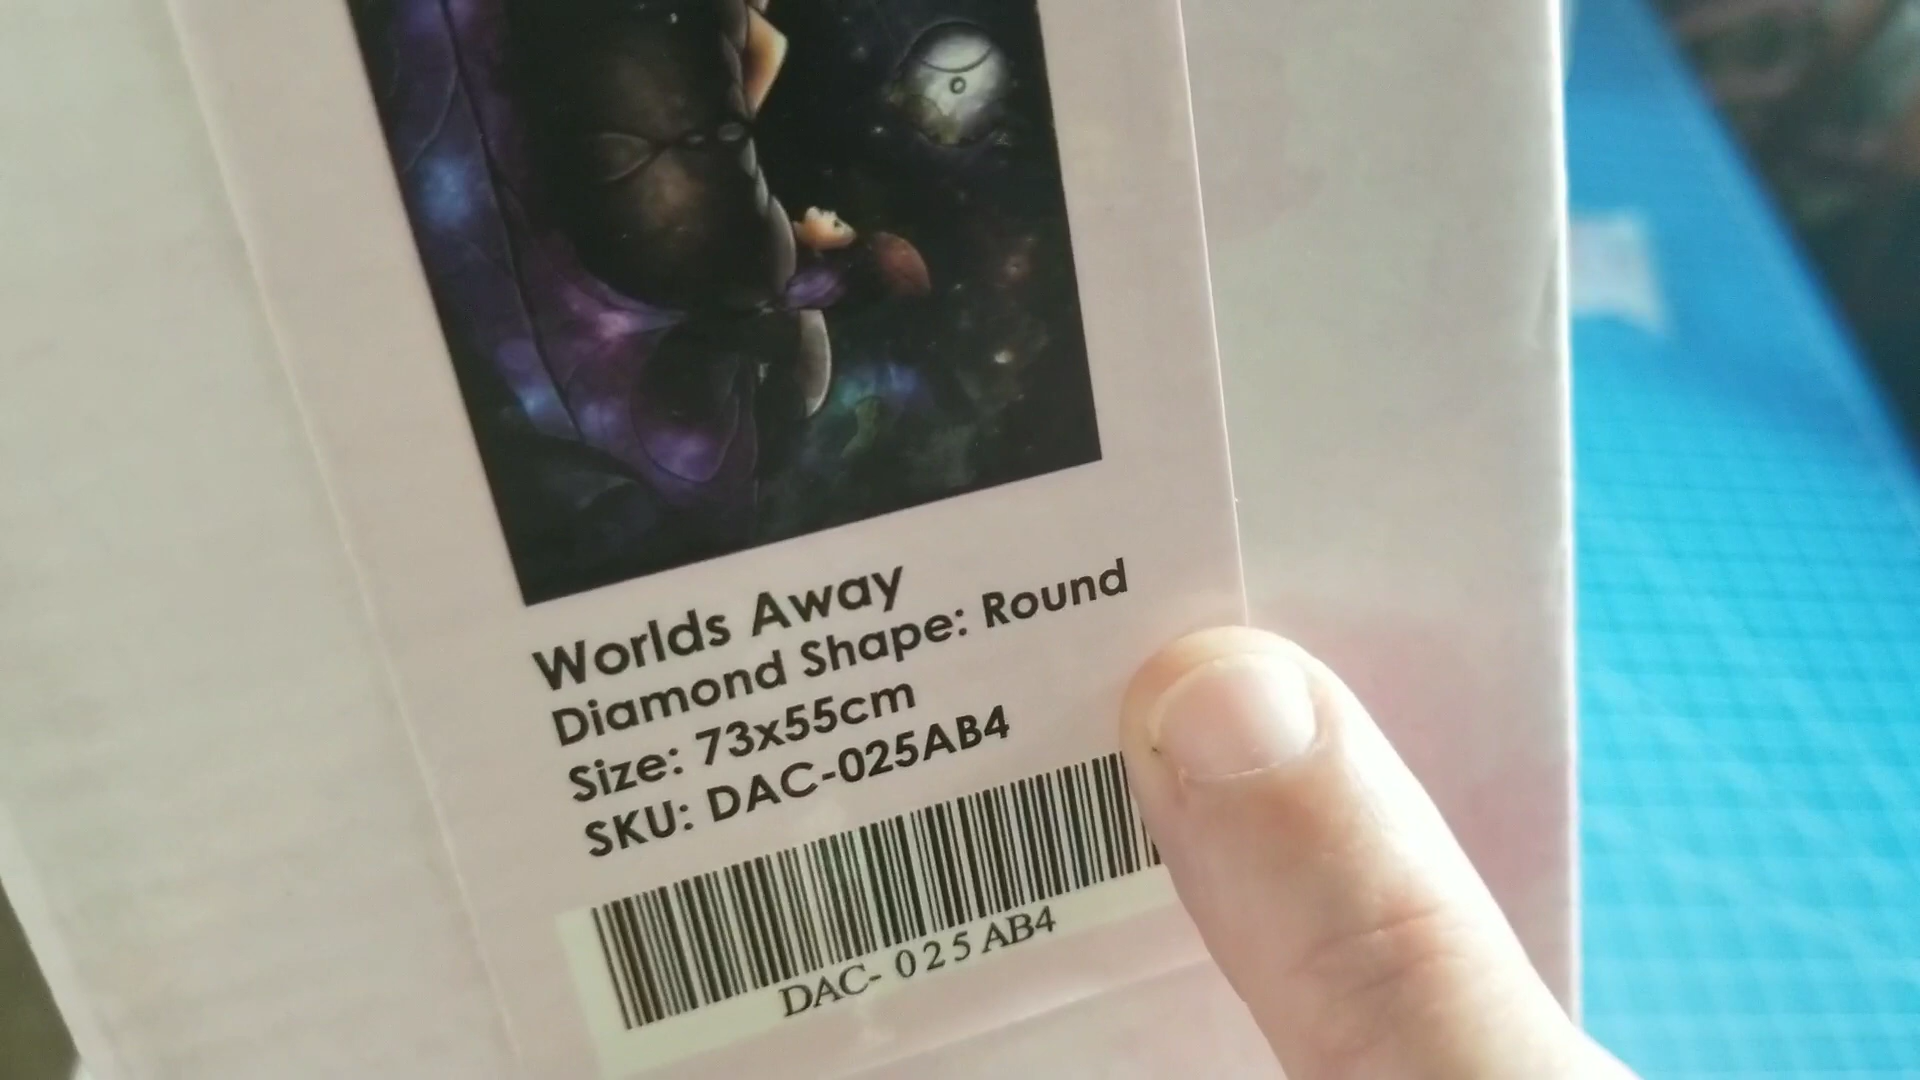 Worlds Away
Diamond Shape: Round
Size: 73x55cm
SKU: DAC-025AB4
DAC- 025 AB4